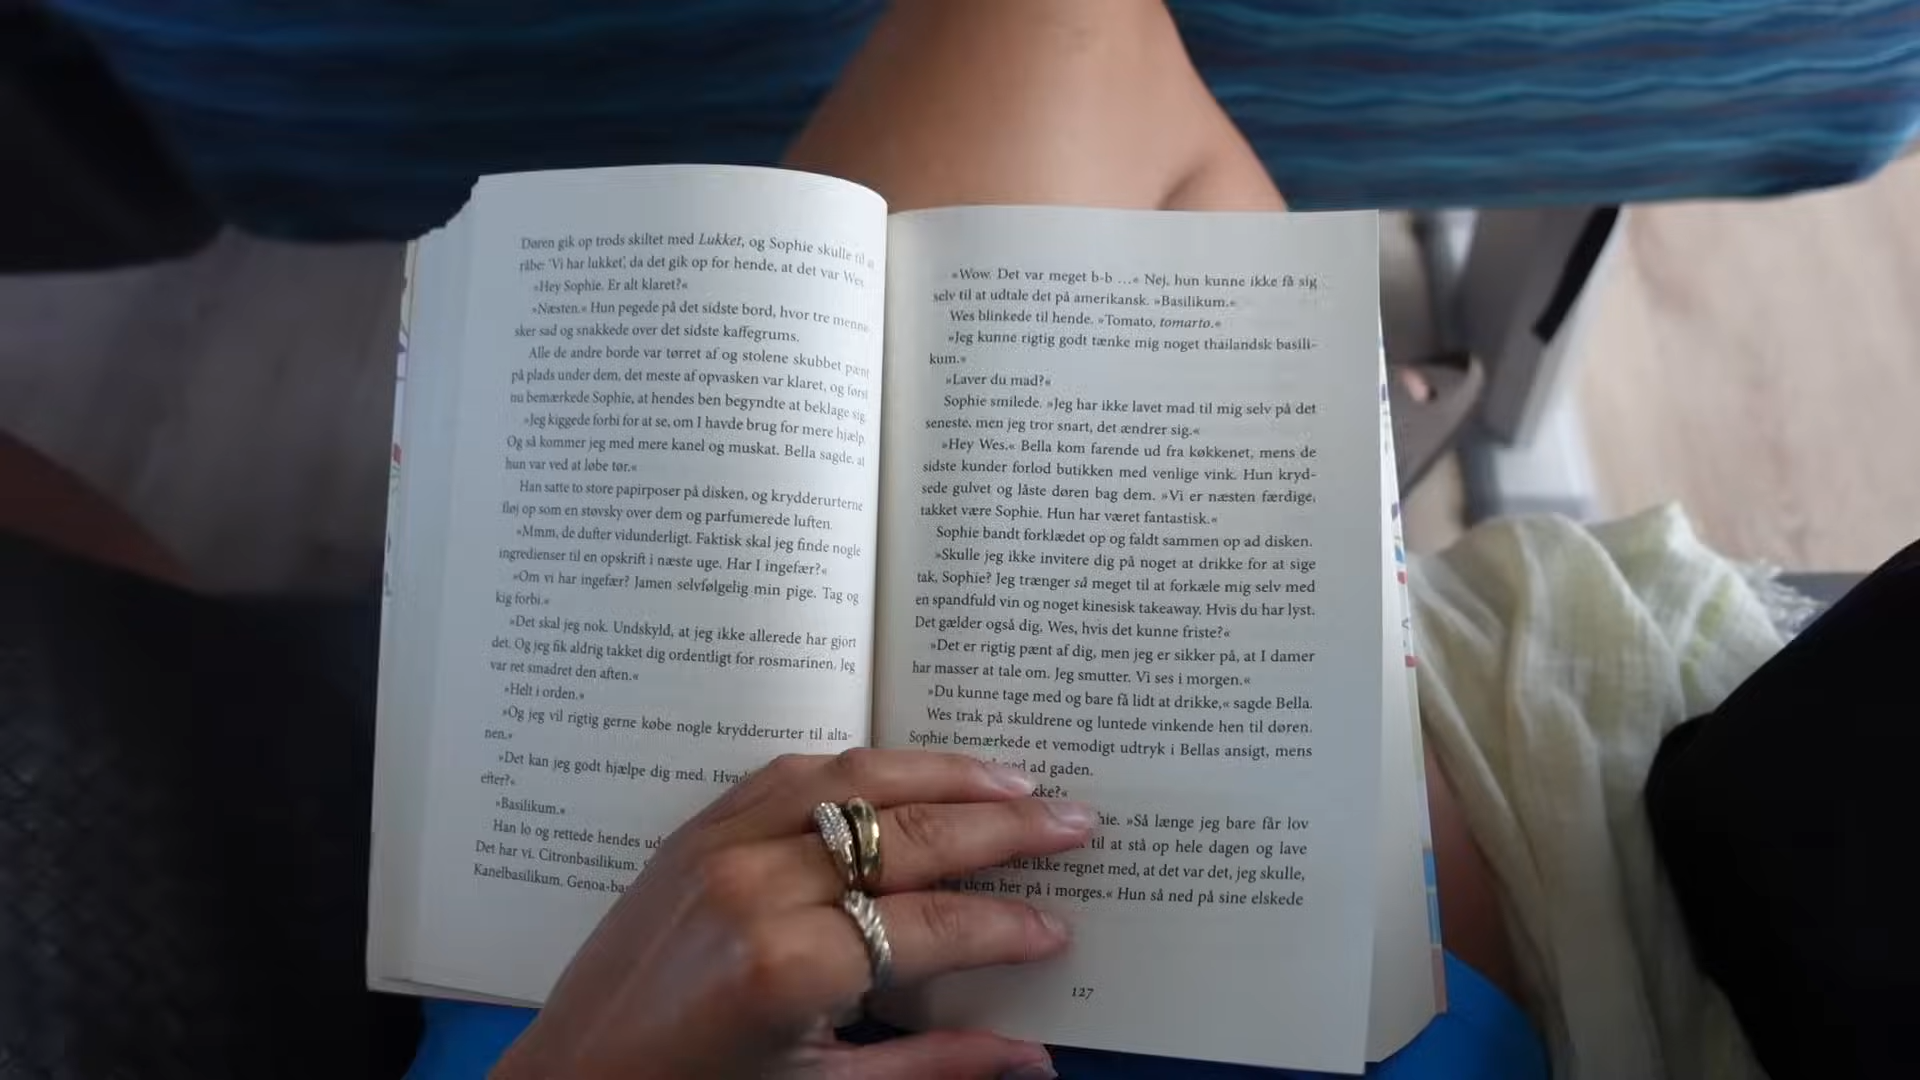 Døren gik op trods skiltet med Lukket, og Sophie skulle til at
råbe: ’Vi har lukket’, da det gik op for hende, at det var Wes.
»Hey Sophie. Er alt klaret?«
»Næsten.« Hun pegede på det sidste bord, hvor tre menne-
sker sad og snakkede over det sidste kaffegrums.
Alle de andre borde var tørret af og stolene skubbet pænt
på plads under dem, det meste af opvasken var klaret, og først
nu bemærkede Sophie, at hendes ben begyndte at beklage sig.
»Jeg kiggede forbi for at se, om I havde brug for mere hjælp.
Og så kommer jeg med mere kanel og muskat. Bella sagde, at
hun var ved at løbe tør.«
Han satte to store papirposer på disken, og krydderurterne
fløj op som en støvsky over dem og parfumerede luften.
»Mmm, de dufter vidunderligt. Faktisk skal jeg finde nogle
ingredienser til en opskrift i næste uge. Har I ingefær?«
»Om vi har ingefær? Jamen selvfølgelig min pige. Tag og
kig forbi.«
»Det skal jeg nok. Undskyld, at jeg ikke allerede har gjort
det. Og jeg fik aldrig takket dig ordentligt for rosmarinen. Jeg
var ret smadret den aften.«
»Helt i orden.«
»Og jeg vil rigtig gerne købe nogle krydderurter til alta-
nen.«
»Det kan jeg godt hjælpe dig med.
efter?«
»Basilikum.«
Han lo og rettede hendes
Det har vi. Citronbasilikum.
Kanelbasilikum. Genoa-
»Wow. Det var meget b-b …« Nej, hun kunne ikke få sig
selv til at udtale det på amerikansk. »Basilikum.«
Wes blinkede til hende. »Tomato, tomarto.«
»Jeg kunne rigtig godt tænke mig noget thailandsk basili-
kum.«
»Laver du mad?«
Sophie smilede. »Jeg har ikke lavet mad til mig selv på det
seneste, men jeg tror snart, det ændrer sig.«
»Hey Wes.« Bella kom farende ud fra køkkenet, mens de
sidste kunder forlod butikken med venlige vink. Hun kryd-
sede gulvet og låste døren bag dem. »Vi er næsten færdige,
takket være Sophie. Hun har været fantastisk.«
Sophie bandt forklædet op og faldt sammen op ad disken.
»Skulle jeg ikke invitere dig på noget at drikke for at sige
tak, Sophie? Jeg trænger så meget til at forkæle mig selv med
en spandfuld vin og noget kinesisk takeaway. Hvis du har lyst.
Det gælder også dig, Wes, hvis det kunne friste?«
»Det er rigtig pænt af dig, men jeg er sikker på, at I damer
har masser at tale om. Jeg smutter. Vi ses i morgen.«
»Du kunne tage med og bare få lidt at drikke,« sagde Bella.
Wes trak på skuldrene og luntede vinkende hen til døren.
Sophie bemærkede et vemodigt udtryk i Bellas ansigt, mens
ad gaden.
»Så længe jeg bare får lov
til at stå op hele dagen og lave
ikke regnet med, at det var det, jeg skulle,
dem her på i morges.« Hun så ned på sine elskede
127